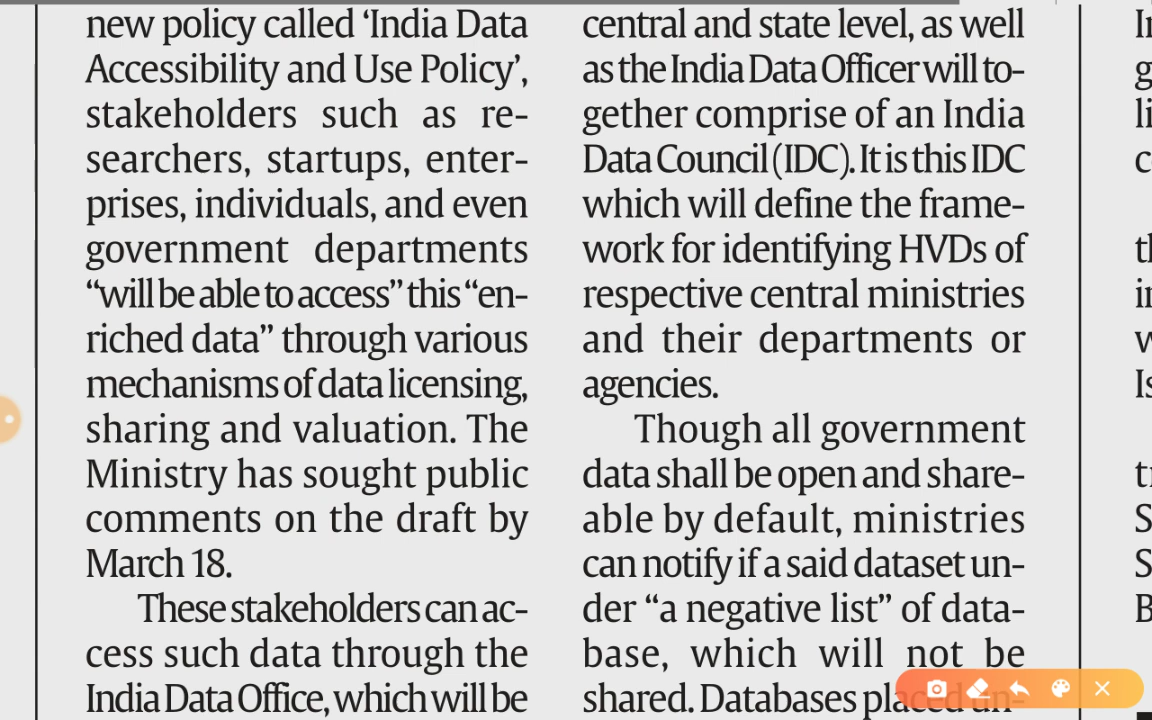 new policy called ‘India Data
Accessibility and Use Policy’,
stakeholders such as re-
searchers, startups, enter-
prises, individuals, and even
government departments
“will be able to access” this “en-
riched data” through various
mechanisms of data licensing,
sharing and valuation. The
Ministry has sought public
comments on the draft by
March 18.
These stakeholders can ac-
cess such data through the
India Data Office, which will be
central and state level, as well
as the India Data Officer will to-
gether comprise of an India
Data Council (IDC). It is this IDC
which will define the frame-
work for identifying HVDs of
respective central ministries
and their departments or
agencies.
Though all government
data shall be open and share-
able by default, ministries
can notify if a said dataset un-
der “a negative list” of data-
base, which will not be
shared. Databases placed un-